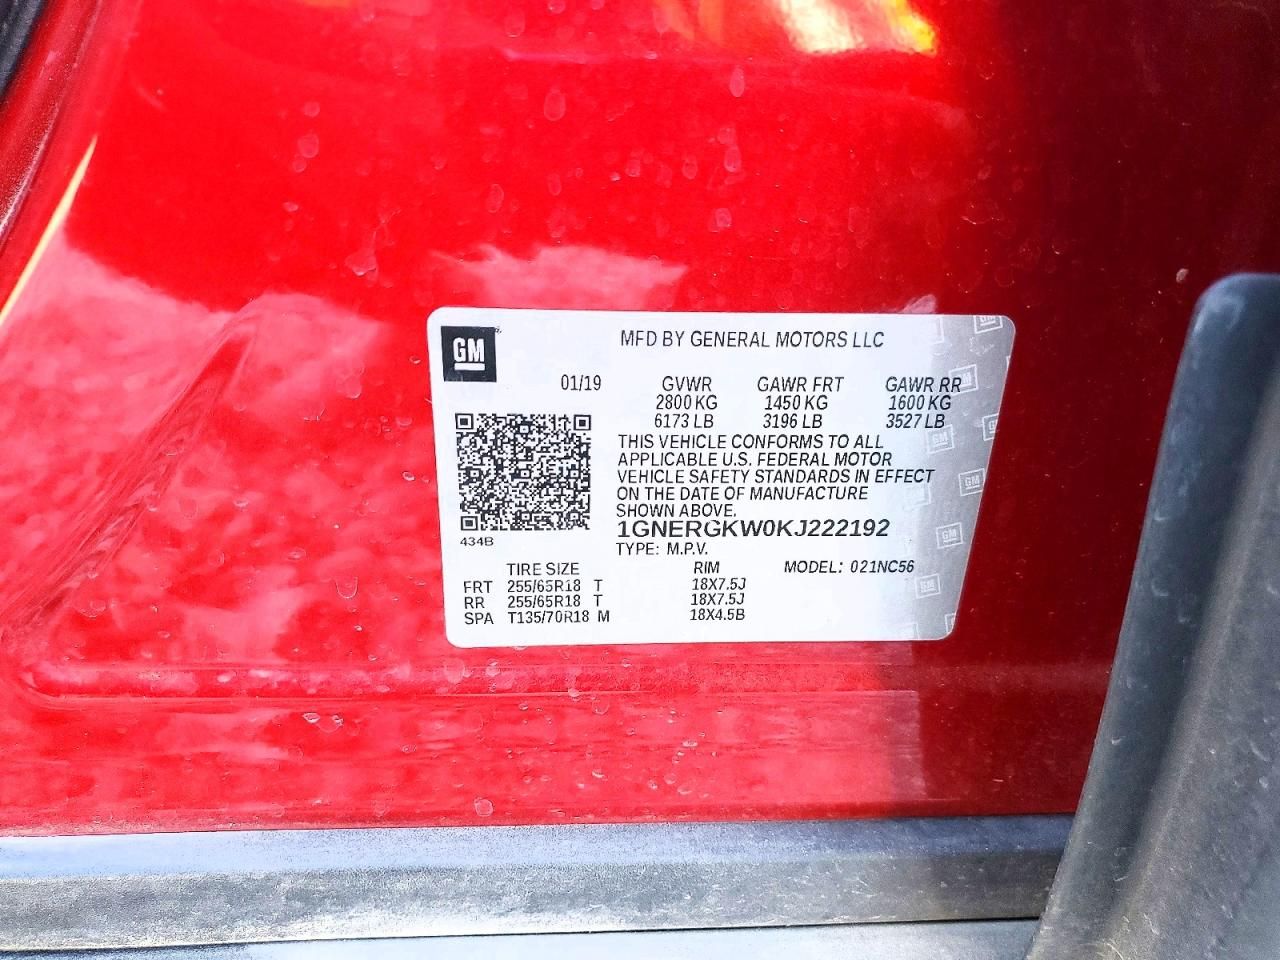 GM
MFD BY GENERAL MOTORS LLC
01/19 GVWR GAWR FRT GAWR RR
2800 KG 1450 KG 1600 KG
6173 LB 3196 LB 3527 LB
THIS VEHICLE CONFORMS TO ALL
APPLICABLE U.S. FEDERAL MOTOR
VEHICLE SAFETY STANDARDS IN EFFECT
ON THE DATE OF MANUFACTURE
SHOWN ABOVE.
1GNERGKW0KJ222192
434B
TYPE: M.P.V.
TIRE SIZE RIM MODEL: 021NC56
FRT 255/65R18 T 18X7.5J
RR 255/65R18 T 18X7.5J
SPA T135/70R18 M 18X4.5B